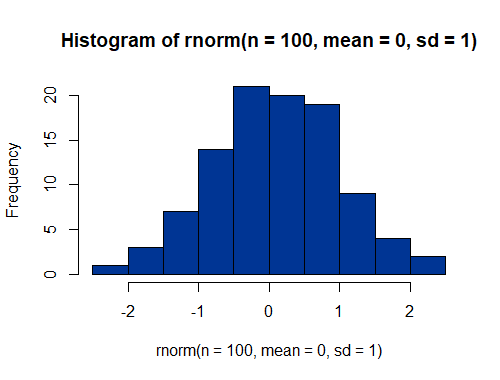 Histogram of rnorm(n = 100, mean = 0, sd = 1)
Frequency
20
15
10
5
0
-2 -1 0 1 2
rnorm(n = 100, mean = 0, sd = 1)